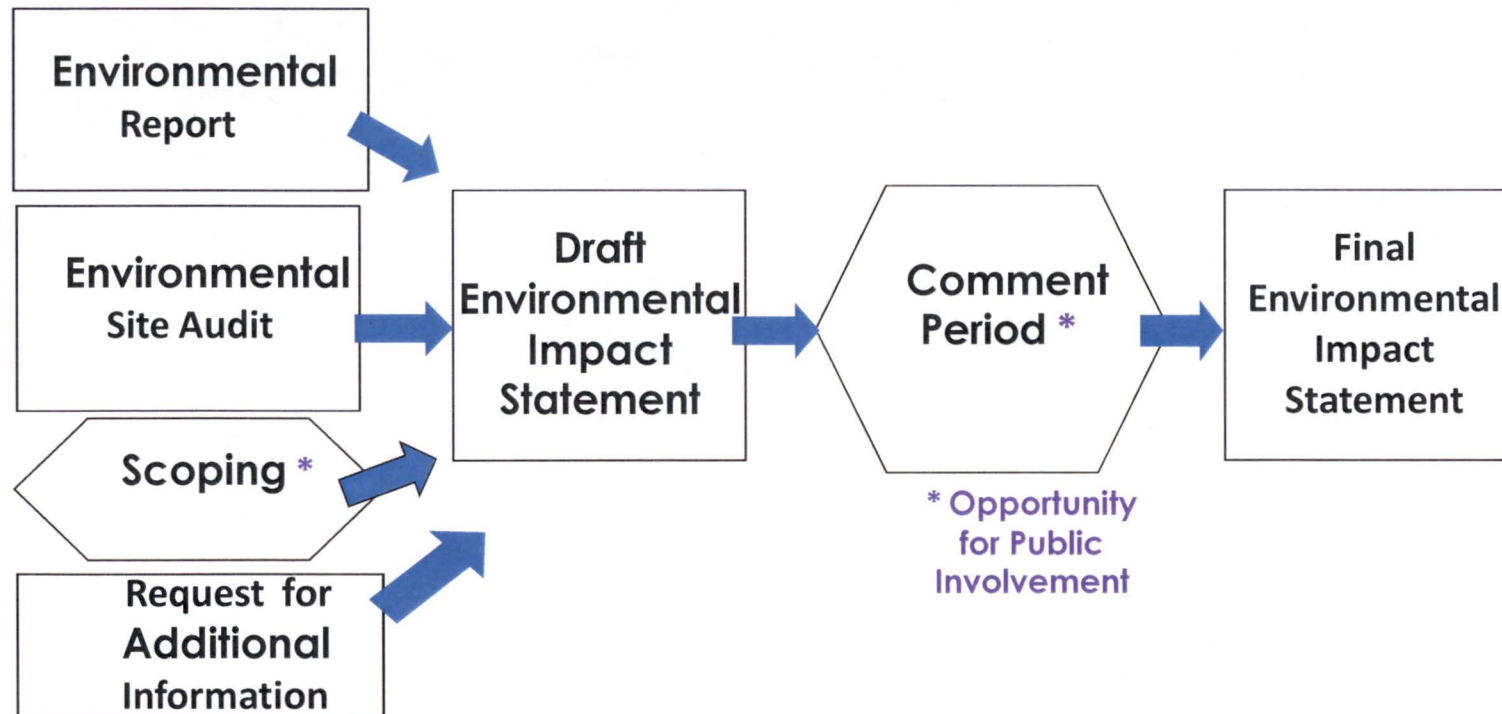 Environmental
Report
Environmental
Site Audit
Scoping *
Request for
Additional
Information
Draft
Environmental
Impact
Statement
Comment
Period *
* Opportunity
for Public
Involvement
Final
Environmental
Impact
Statement